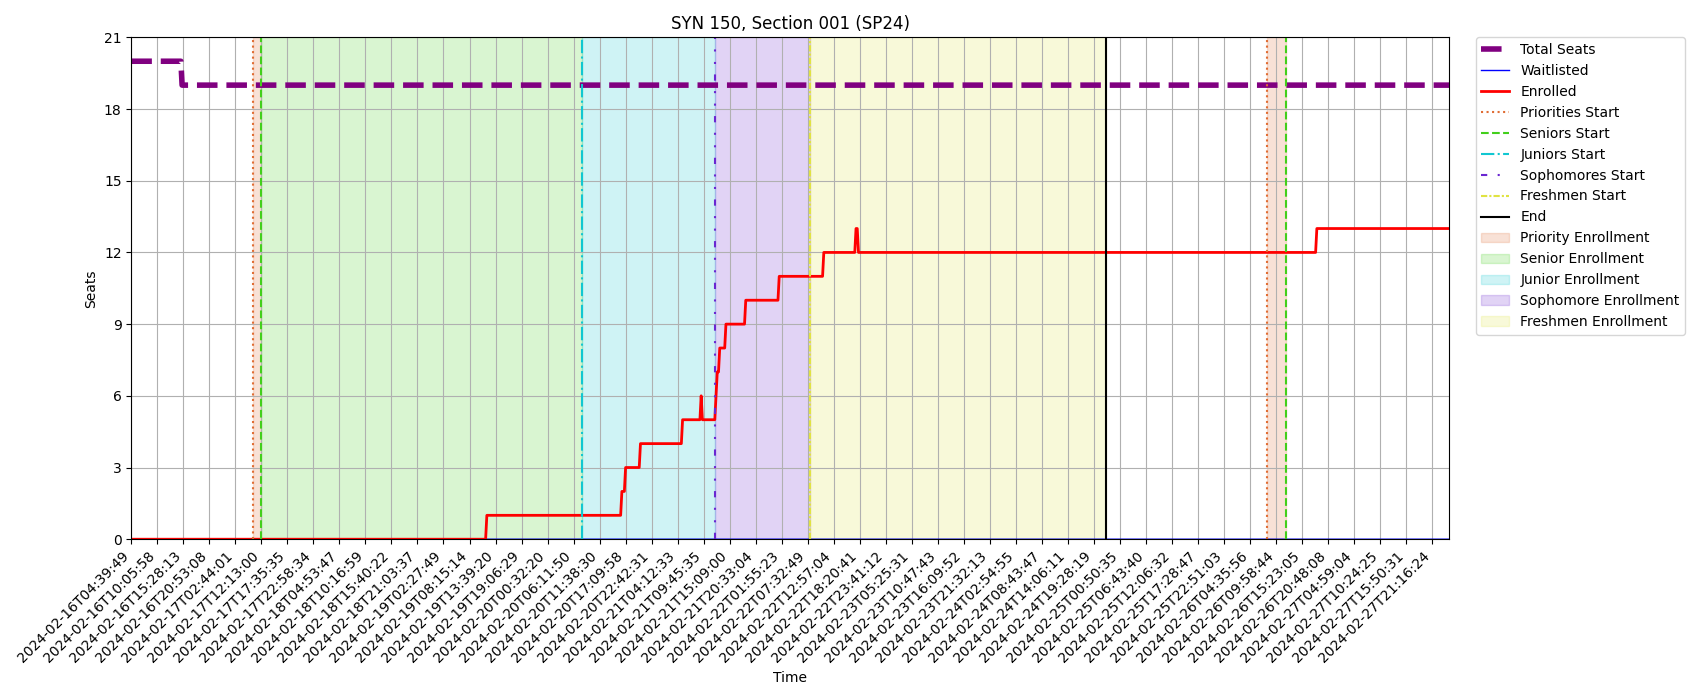 SYN 150, Section 001 (SP24)
Seats
21
18
15
12
9
6
3
0
2024-02-16T04:39:49
2024-02-16T10:05:58
2024-02-16T15:28:13
2024-02-16T20:53:08
2024-02-17T02:44:01
2024-02-17T12:13:00
2024-02-17T17:35:35
2024-02-17T22:58:34
2024-02-18T04:53:47
2024-02-18T10:16:59
2024-02-18T15:40:22
2024-02-18T21:03:37
2024-02-19T02:27:49
2024-02-19T08:15:14
2024-02-19T13:39:20
2024-02-19T19:06:29
2024-02-20T00:32:20
2024-02-20T06:11:50
2024-02-20T11:38:30
2024-02-20T17:09:58
2024-02-20T22:42:31
2024-02-21T04:12:33
2024-02-21T09:45:35
2024-02-21T15:09:00
2024-02-21T20:33:04
2024-02-22T01:55:23
2024-02-22T07:32:49
2024-02-22T12:57:04
2024-02-22T18:20:41
2024-02-22T23:41:12
2024-02-23T05:25:31
2024-02-23T10:47:43
2024-02-23T16:09:52
2024-02-23T21:32:13
2024-02-24T02:54:55
2024-02-24T08:43:47
2024-02-24T14:06:11
2024-02-24T19:28:19
2024-02-25T00:50:35
2024-02-25T06:43:40
2024-02-25T12:06:32
2024-02-25T17:28:47
2024-02-25T22:51:03
2024-02-26T04:35:56
2024-02-26T09:58:44
2024-02-26T15:23:05
2024-02-26T20:48:08
2024-02-27T04:59:04
2024-02-27T10:24:25
2024-02-27T15:50:31
2024-02-27T21:16:24
Time
Total Seats
Waitlisted
Enrolled
Priorities Start
Seniors Start
Juniors Start
Sophomores Start
Freshmen Start
End
Priority Enrollment
Senior Enrollment
Junior Enrollment
Sophomore Enrollment
Freshmen Enrollment